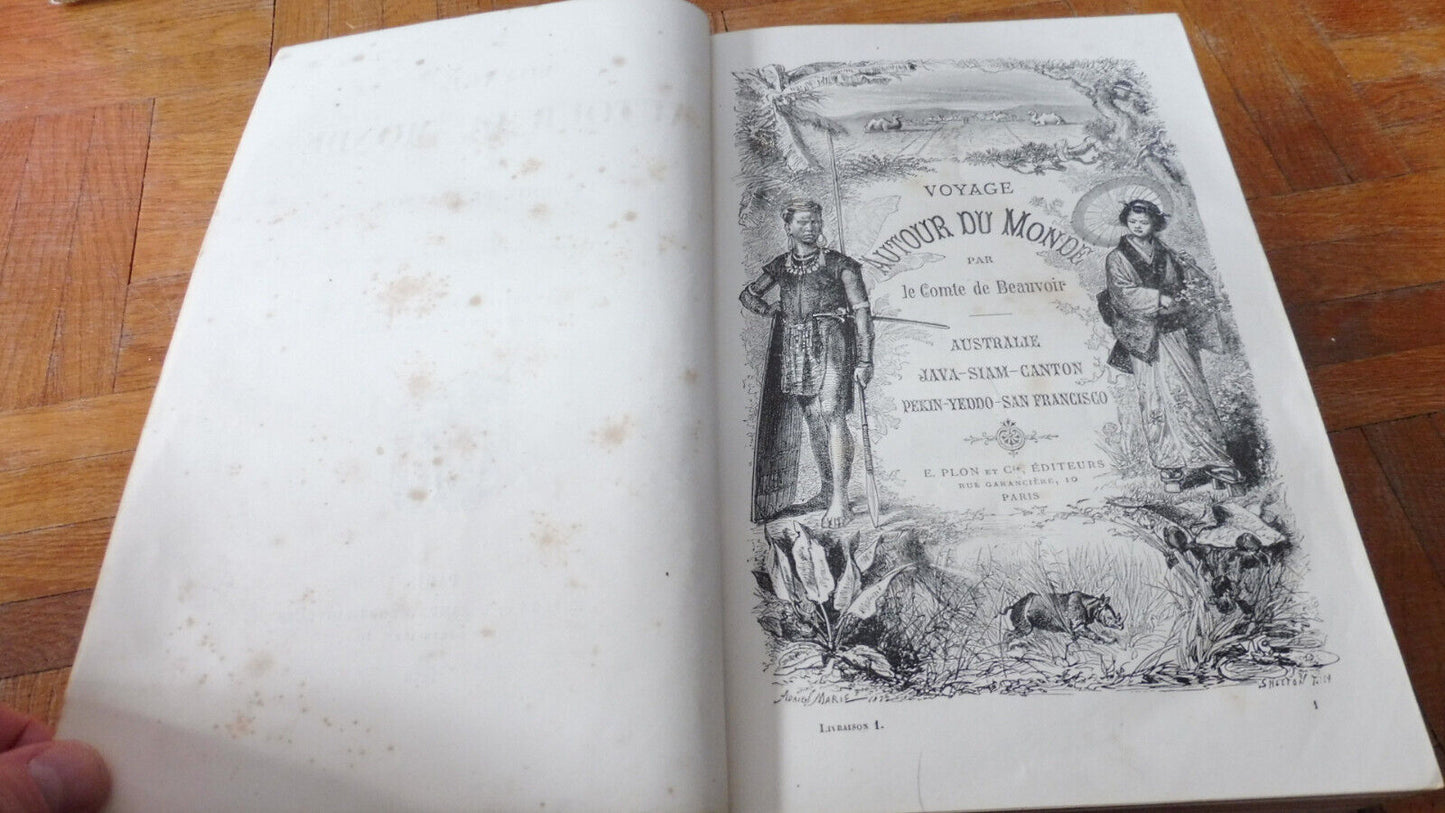 VOYAGE
AUTOUR DU MONDE
PAR
le Comte de Beauvoir
AUSTRALIE
JAVA-SIAM-CANTON
PEKIN-YEDDO-SAN FRANCISCO
E. PLON ET Cie, ÉDITEURS
RUE GARANCIÈRE, 10
PARIS
MARIE
LIVRAISON 1.
1